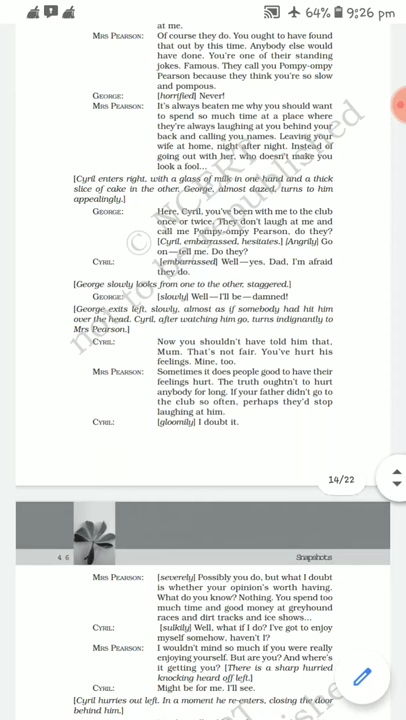 64% 9:26 pm
at me.
MRS PEARSON: Of course they do. You ought to have found
that out by this time. Anybody else would
have done. You're one of their standing
jokes. Famous. They call you Pompy-ompy
Pearson because they think you're so slow
and pompous.
GEORGE: [horrified] Never!
MRS PEARSON: It's always beaten me why you should want
to spend so much time at a place where
they're always laughing at you behind your
back and calling you names. Leaving your
wife at home, night after night. Instead of
going out with her, who doesn't make you
look a fool...
[Cyril enters right, with a glass of milk in one hand and a thick
slice of cake in the other. George, almost dazed, turns to him
appealingly.]
GEORGE: Here, Cyril, you've been with me to the club
once or twice. They don't laugh at me and
call me Pompy-ompy Pearson, do they?
[Cyril, embarrassed, hesitates.] [Angrily] Go
on—tell me. Do they?
CYRIL: [embarrassed] Well—yes, Dad, I'm afraid
they do.
[George slowly looks from one to the other, staggered.]
GEORGE: [slowly] Well—I'll be—damned!
[George exits left, slowly, almost as if somebody had hit him
over the head. Cyril, after watching him go, turns indignantly to
Mrs Pearson.]
CYRIL: Now you shouldn't have told him that,
Mum. That's not fair. You've hurt his
feelings. Mine, too.
MRS PEARSON: Sometimes it does people good to have their
feelings hurt. The truth oughtn't to hurt
anybody for long. If your father didn't go to
the club so often, perhaps they'd stop
laughing at him.
CYRIL: [gloomily] I doubt it.
© NCERT
not to be republished
14/22
46 Snapshots
MRS PEARSON: [severely] Possibly you do, but what I doubt
is whether your opinion's worth having.
What do you know? Nothing. You spend too
much time and good money at greyhound
races and dirt tracks and ice shows...
CYRIL: [sulkily] Well, what if I do? I've got to enjoy
myself somehow, haven't I?
MRS PEARSON: I wouldn't mind so much if you were really
enjoying yourself. But are you? And where's
it getting you? [There is a sharp hurried
knocking heard off left.]
CYRIL: Might be for me. I'll see.
[Cyril hurries out left. In a moment he re-enters, closing the door
behind him.]